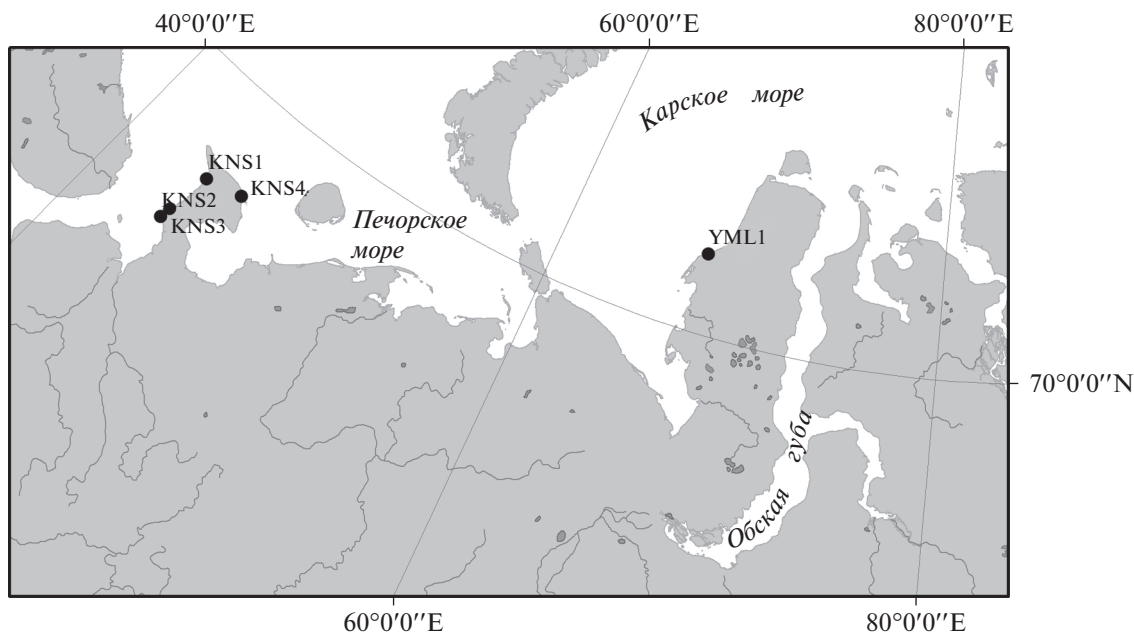 40°0′0′′E
60°0′0′′E
80°0′0′′E
Карское море
KNS1
KNS4
KNS2
KNS3
Печорское
море
YML1
70°0′0′′N
Обская губа
60°0′0′′E
80°0′0′′E